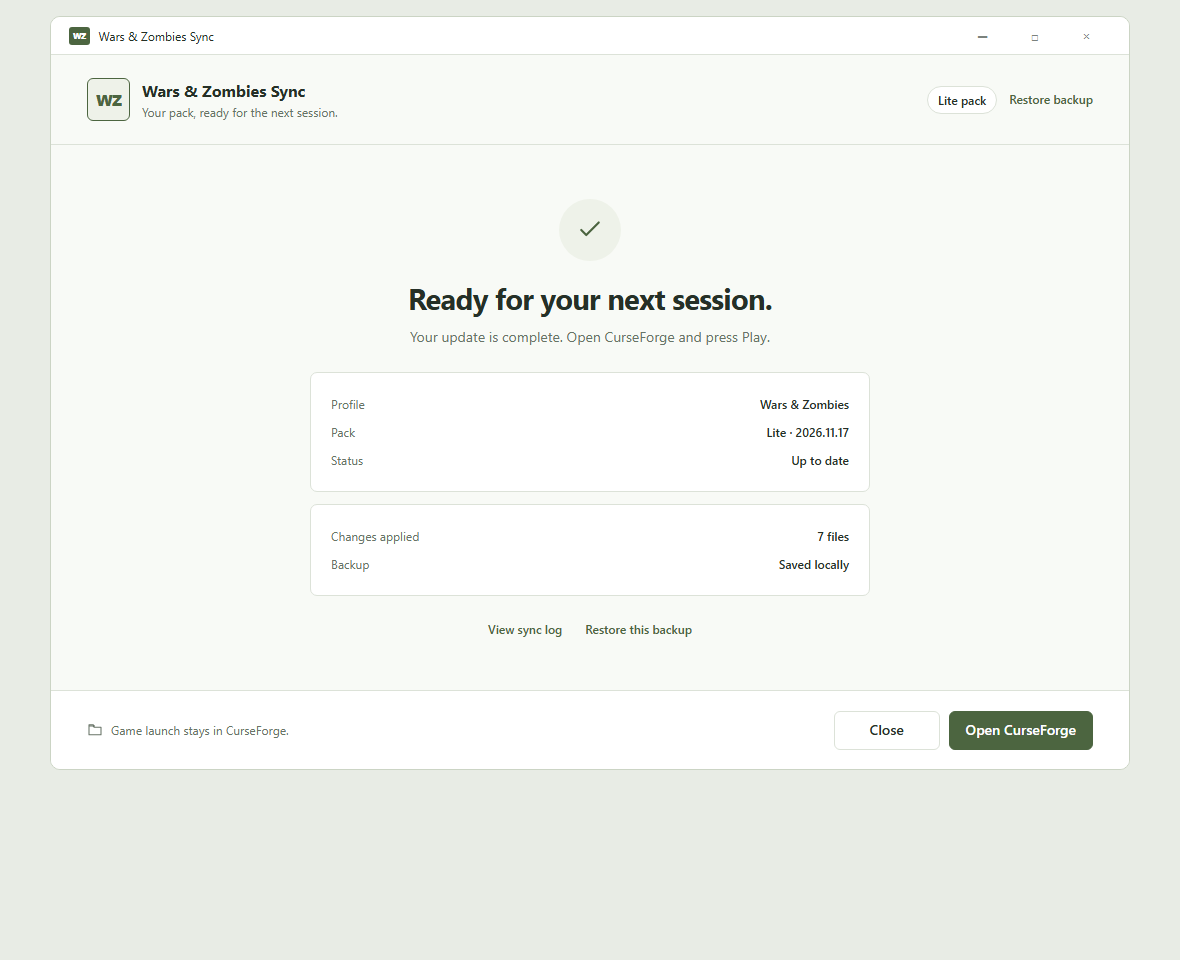 WZ Wars & Zombies Sync
WZ
Wars & Zombies Sync
Your pack, ready for the next session.
Lite pack
Restore backup
Ready for your next session.
Your update is complete. Open CurseForge and press Play.
Profile Wars & Zombies
Pack Lite · 2026.11.17
Status Up to date
Changes applied 7 files
Backup Saved locally
View sync log Restore this backup
Game launch stays in CurseForge.
Close
Open CurseForge